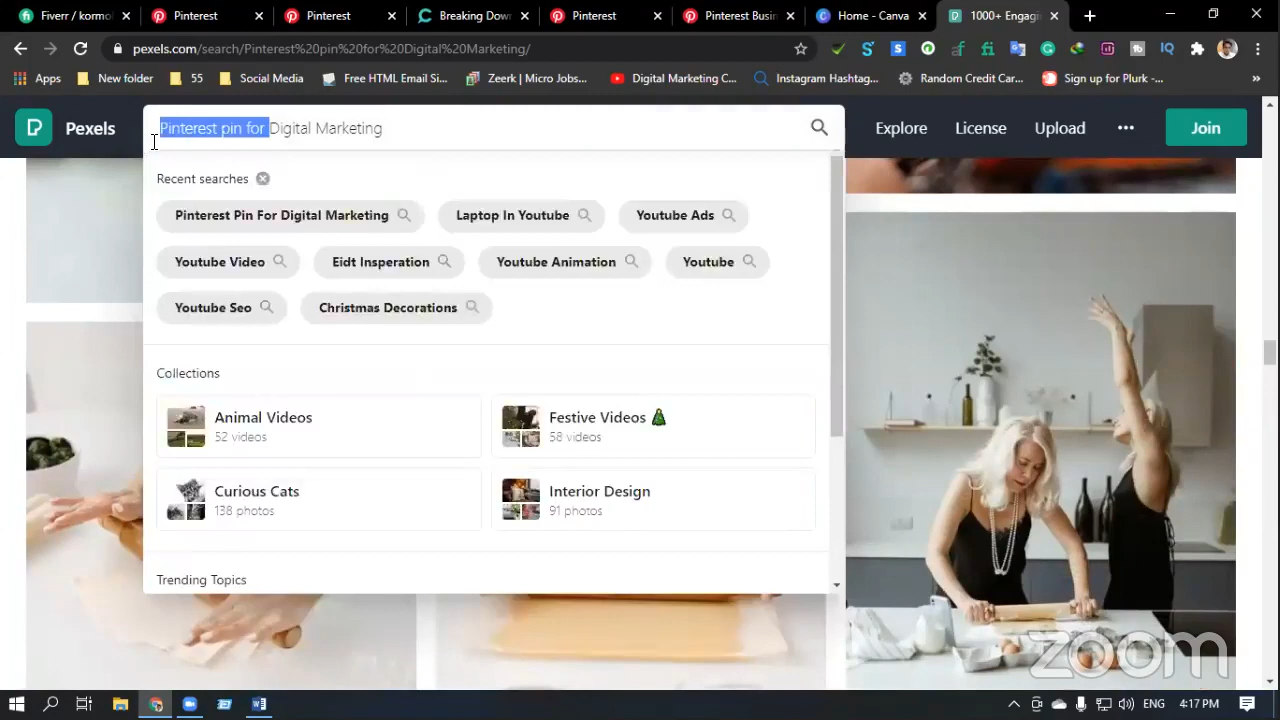 Fiverr / kormol
Pinterest
Pinterest
Breaking Dow
Pinterest
Pinterest Busin
Home - Canva
1000+ Engagin
pexels.com/search/Pinterest%20pin%20for%20Digital%20Marketing/
Apps
New folder
55
Social Media
Free HTML Email Si...
Zeerk | Micro Jobs...
Digital Marketing C...
Instagram Hashtag...
Random Credit Car...
Sign up for Plurk -...
Pexels
Pinterest pin for Digital Marketing
Explore
License
Upload
Join
Recent searches
Pinterest Pin For Digital Marketing
Laptop In Youtube
Youtube Ads
Youtube Video
Eidt Insperation
Youtube Animation
Youtube
Youtube Seo
Christmas Decorations
Collections
Animal Videos
52 videos
Festive Videos 🎄
58 videos
Curious Cats
138 photos
Interior Design
91 photos
Trending Topics
zoom
ENG
4:17 PM